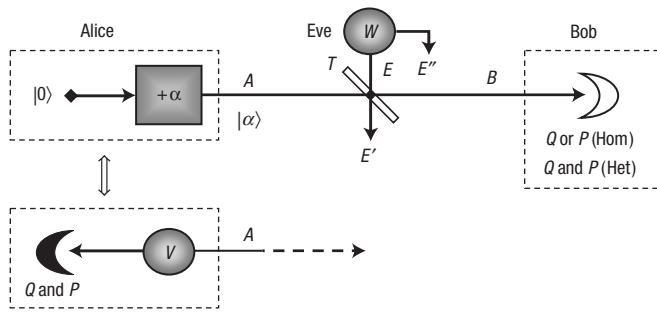 Alice
Eve
W
Bob
T
E
E″
|0⟩
+α
A
B
|α⟩
E′
Q or P (Hom)
Q and P (Het)
V
A
Q and P